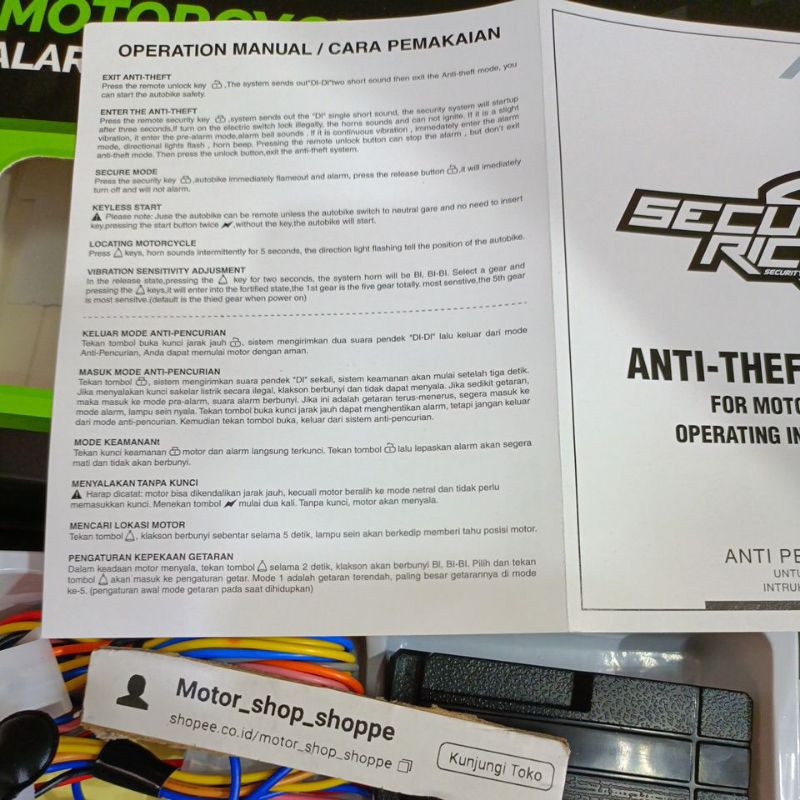 MOTORCYC
ALAR
OPERATION MANUAL / CARA PEMAKAIAN
EXIT ANTI-THEFT
Press the remote unlock key ,The system sends out"DI-DI"two short sound then exit the Anti-theft mode, you
can start the autobike safety.
ENTER THE ANTI-THEFT
Press the remote security key ,system sends out the "DI" single short sound, the security system will startup
after three seconds,If turn on the electric switch lock illegally, the horns sounds and can not ignite. If it is a slight
vibration, it enter the pre-alarm mode,alarm bell sounds , If it is continuous vibration , immedately enter the alarm
mode, directional lights flash , horn beep. Pressing the remote unlock button can stop the alarm , but don't exit
anti-theft mode. Then press the unlock button,exit the anti-theft system.
SECURE MODE
Press the security key ,autobike immediately flameout and alarm, press the release button ,it will imediately
turn off and will not alarm.
KEYLESS START
Please note: Juse the autobike can be remote unless the autobike switch to neutral gare and no need to insert
key.pressing the start button twice ,without the key,the autobike will start.
LOCATING MOTORCYCLE
Press keys, horn sounds intermittently for 5 seconds, the direction light flashing tell the position of the autobike.
VIBRATION SENSITIVITY ADJUSMENT
In the release state,pressing the key for two seconds, the system horn will be BI, BI-BI. Select a gear and
pressing the keys,it will enter into the fortified state,the 1st gear is the five gear totally, most senstive,the 5th gear
is most sensitve.(default is the thied gear when power on)
KELUAR MODE ANTI-PENCURIAN
Tekan tombol buka kunci jarak jauh , sistem mengirimkan dua suara pendek "DI-DI" lalu keluar dari mode
Anti-Pencurian, Anda dapat memulai motor dengan aman.
MASUK MODE ANTI-PENCURIAN
Tekan tombol , sistem mengirimkan suara pendek "DI" sekali, sistem keamanan akan mulai setelah tiga detik.
Jika menyalakan kunci sakelar listrik secara ilegal, klakson berbunyi dan tidak dapat menyala. Jika sedikit getaran,
maka masuk ke mode pra-alarm, suara alarm berbunyi. Jika ini adalah getaran terus-menerus, segera masuk ke
mode alarm, lampu sein nyala. Tekan tombol buka kunci jarak jauh dapat menghentikan alarm, tetapi jangan keluar
dari mode anti-pencurian. Kemudian tekan tombol buka, keluar dari sistem anti-pencurian.
MODE KEAMANANt
Tekan kunci keamanan motor dan alarm langsung terkunci. Tekan tombol lalu lepaskan alarm akan segera
mati dan tidak akan berbunyi.
MENYALAKAN TANPA KUNCI
Harap dicatat: motor bisa dikendalikan jarak jauh, kecuali motor beralih ke mode netral dan tidak perlu
memasukkan kunci. Menekan tombol mulai dua kali. Tanpa kunci, motor akan menyala.
MENCARI LOKASI MOTOR
Tekan tombol , klakson berbunyi sebentar selama 5 detik, lampu sein akan berkedip memberi tahu posisi motor.
PENGATURAN KEPEKAAN GETARAN
Dalam keadaan motor menyala, tekan tombol selama 2 detik, klakson akan berbunyi BI, BI-BI. Pilih dan tekan
tombol akan masuk ke pengaturan getar. Mode 1 adalah getaran terendah, paling besar getarannya di mode
ke-5. (pengaturan awal mode getaran pada saat dihidupkan)
SECU
RIC
SECURITY
ANTI-THEF
FOR MOTO
OPERATING IN
ANTI PE
UNTU
INTRUK
Motor_shop_shoppe
shopee.co.id/motor_shop_shoppe
Kunjungi Toko